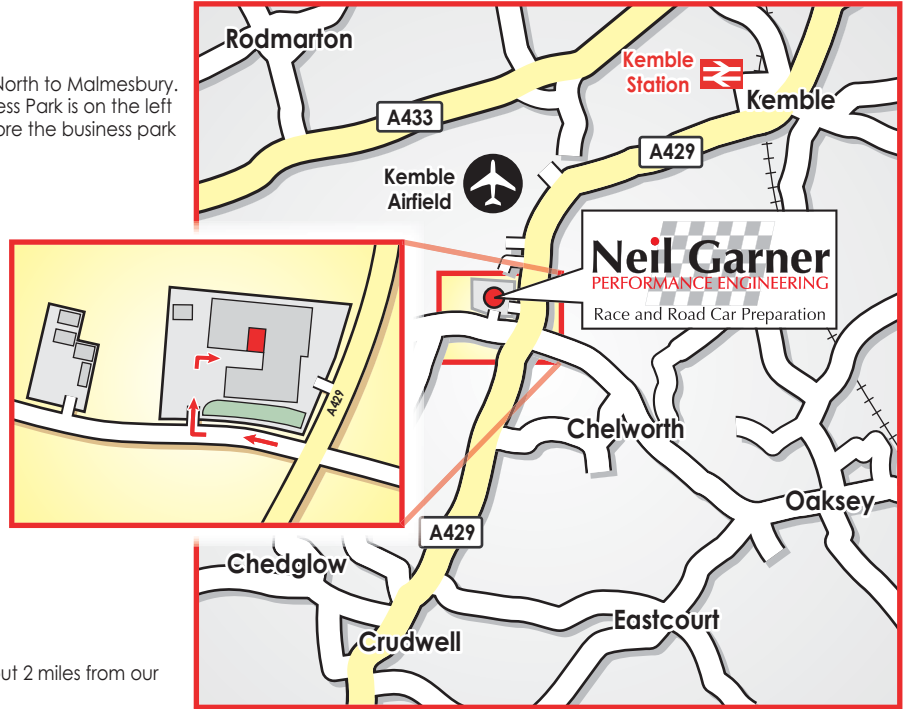 Rodmarton
North to Malmesbury.
ess Park is on the left
ore the business park
Kemble
Station
Kemble
A433
A429
Kemble
Airfield
Neil Garner
PERFORMANCE ENGINEERING
Race and Road Car Preparation
A429
Chelworth
Oaksey
A429
Chedglow
Eastcourt
Crudwell
ut 2 miles from our